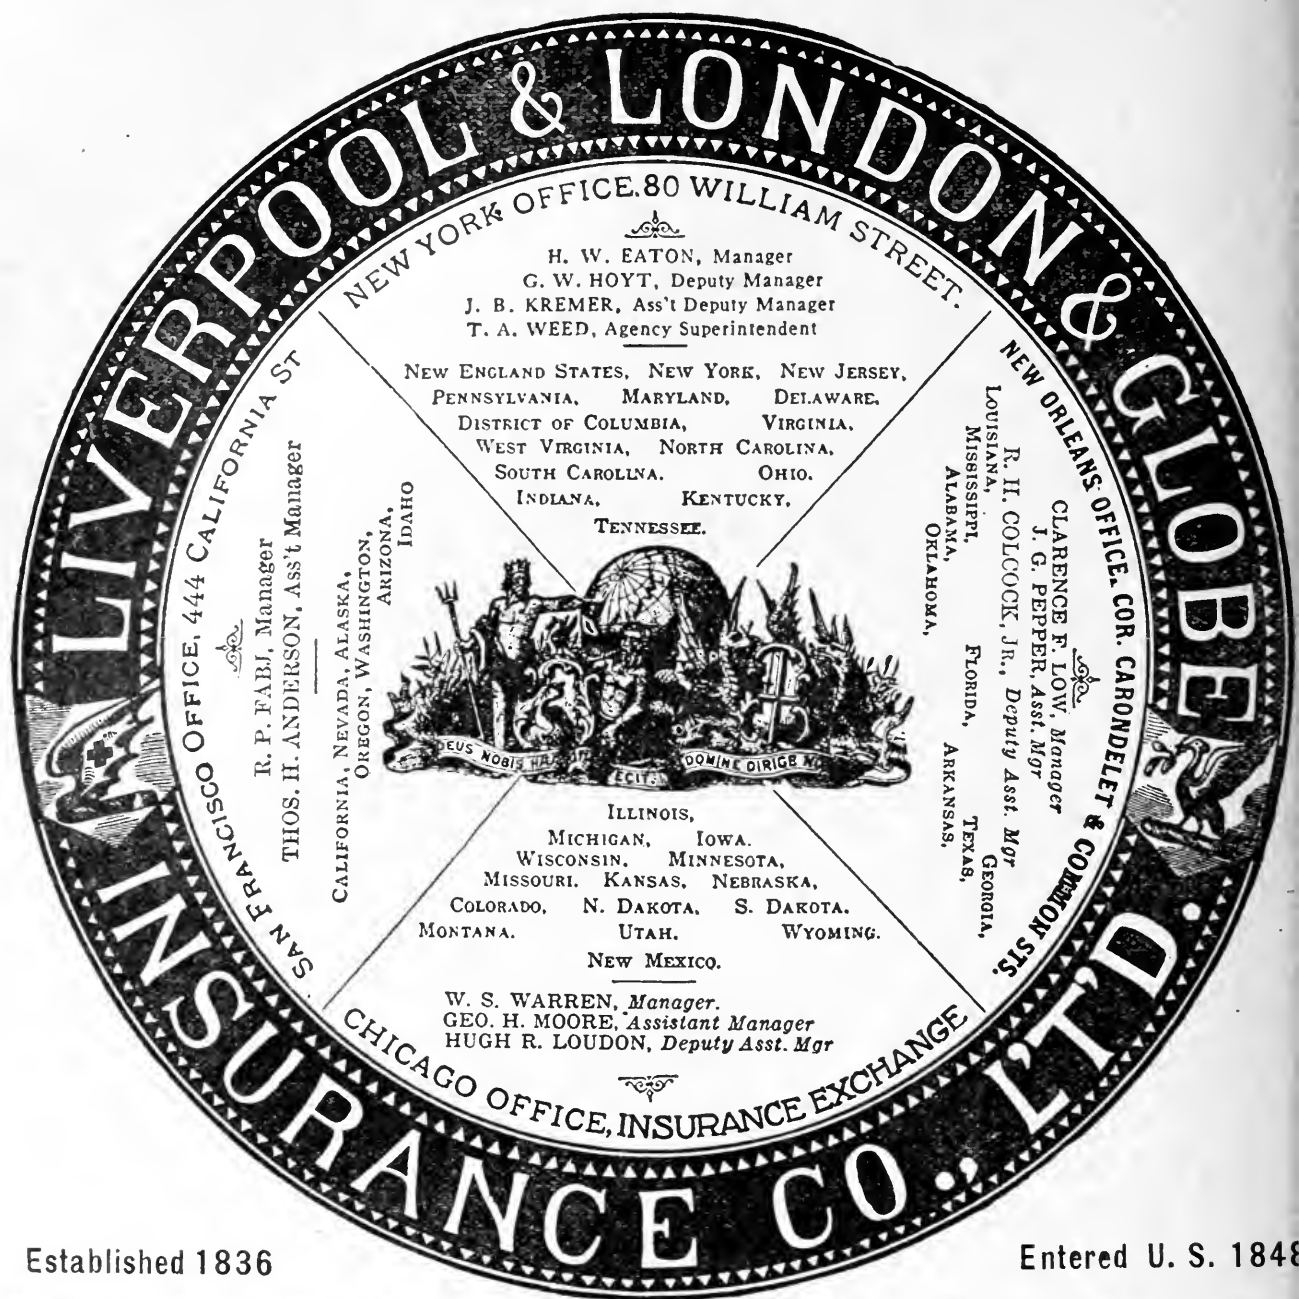 LIVERPOOL & LONDON & GLOBE
INSURANCE CO., L'T'D.
NEW YORK OFFICE. 80 WILLIAM STREET.
H. W. EATON, Manager
G. W. HOYT, Deputy Manager
J. B. KREMER, Ass't Deputy Manager
T. A. WEED, Agency Superintendent
NEW ENGLAND STATES, NEW YORK, NEW JERSEY,
PENNSYLVANIA, MARYLAND, DELAWARE,
DISTRICT OF COLUMBIA, VIRGINIA,
WEST VIRGINIA, NORTH CAROLINA,
SOUTH CAROLINA. OHIO.
INDIANA, KENTUCKY,
TENNESSEE.
SAN FRANCISCO OFFICE, 444 CALIFORNIA ST
R. P. FABJ, Manager
THOS. H. ANDERSON, Ass't Manager
CALIFORNIA, NEVADA, ALASKA,
OREGON, WASHINGTON,
ARIZONA,
IDAHO
NEW ORLEANS OFFICE, COR. CARONDELET & COMMON STS.
CLARENCE F. LOW, Manager
J. G. PEPPER, Asst. Mgr
R. H. COLCOCK, JR., Deputy Asst. Mgr
LOUISIANA, GEORGIA,
MISSISSIPPI, FLORIDA, TEXAS,
ALABAMA, ARKANSAS,
OKLAHOMA,
DEUS NOBIS HÆC ECIT.
DOMINE DIRIGE
ILLINOIS,
MICHIGAN, IOWA.
WISCONSIN. MINNESOTA,
MISSOURI. KANSAS, NEBRASKA,
COLORADO, N. DAKOTA, S. DAKOTA.
MONTANA. UTAH. WYOMING.
NEW MEXICO.
W. S. WARREN, Manager.
GEO. H. MOORE, Assistant Manager
HUGH R. LOUDON, Deputy Asst. Mgr
CHICAGO OFFICE, INSURANCE EXCHANGE
Established 1836
Entered U. S. 1848